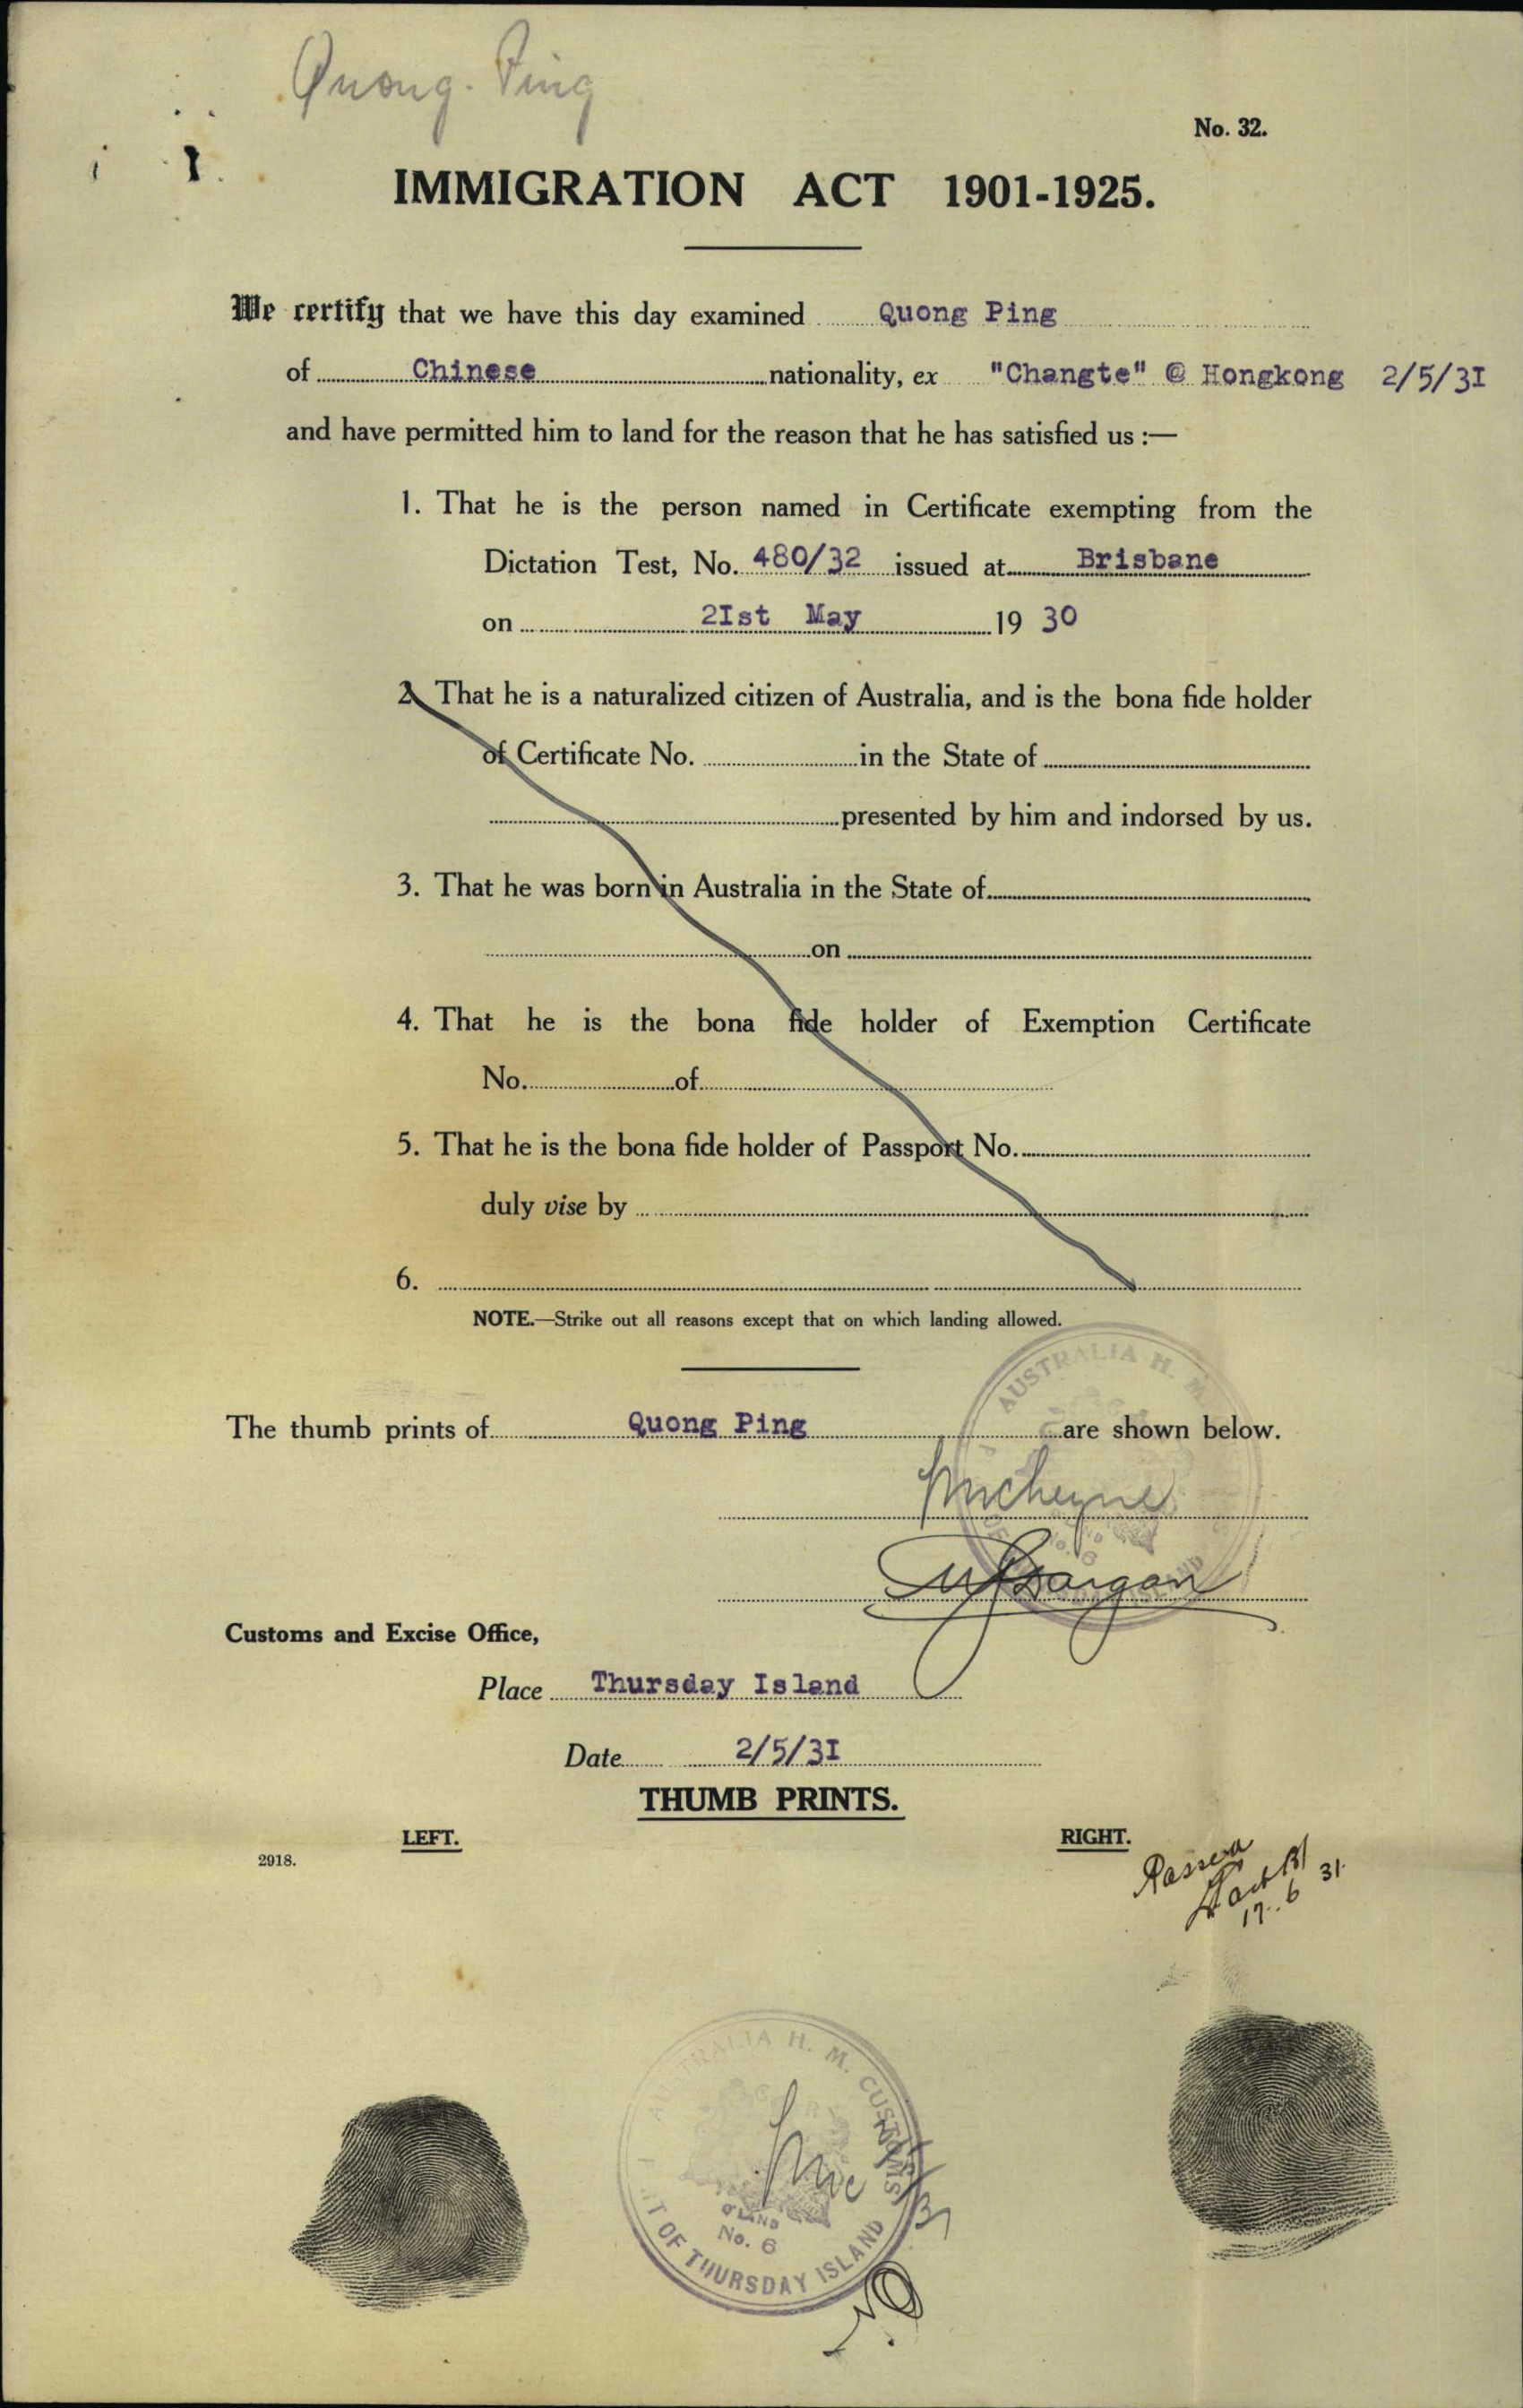 Quong. Ping
No. 32.
IMMIGRATION ACT 1901-1925.
We certify that we have this day examined Quong Ping
of Chinese nationality, ex "Changte" @ Hongkong 2/5/3I
and have permitted him to land for the reason that he has satisfied us :—
1. That he is the person named in Certificate exempting from the
Dictation Test, No. 480/32 issued at Brisbane
on 2Ist May 19 30
2. That he is a naturalized citizen of Australia, and is the bona fide holder
of Certificate No. in the State of
presented by him and indorsed by us.
3. That he was born in Australia in the State of
on
4. That he is the bona fide holder of Exemption Certificate
No. of
5. That he is the bona fide holder of Passport No.
duly vise by
6.
NOTE.—Strike out all reasons except that on which landing allowed.
AUSTRALIA H. M.
The thumb prints of Quong Ping are shown below.
Customs and Excise Office,
Place Thursday Island
Date 2/5/3I
THUMB PRINTS.
LEFT. RIGHT.
2918.
17.6 31.
AUSTRALIA H. M. CUSTOMS
Q'LAND
No. 6
OF THURSDAY ISLAND